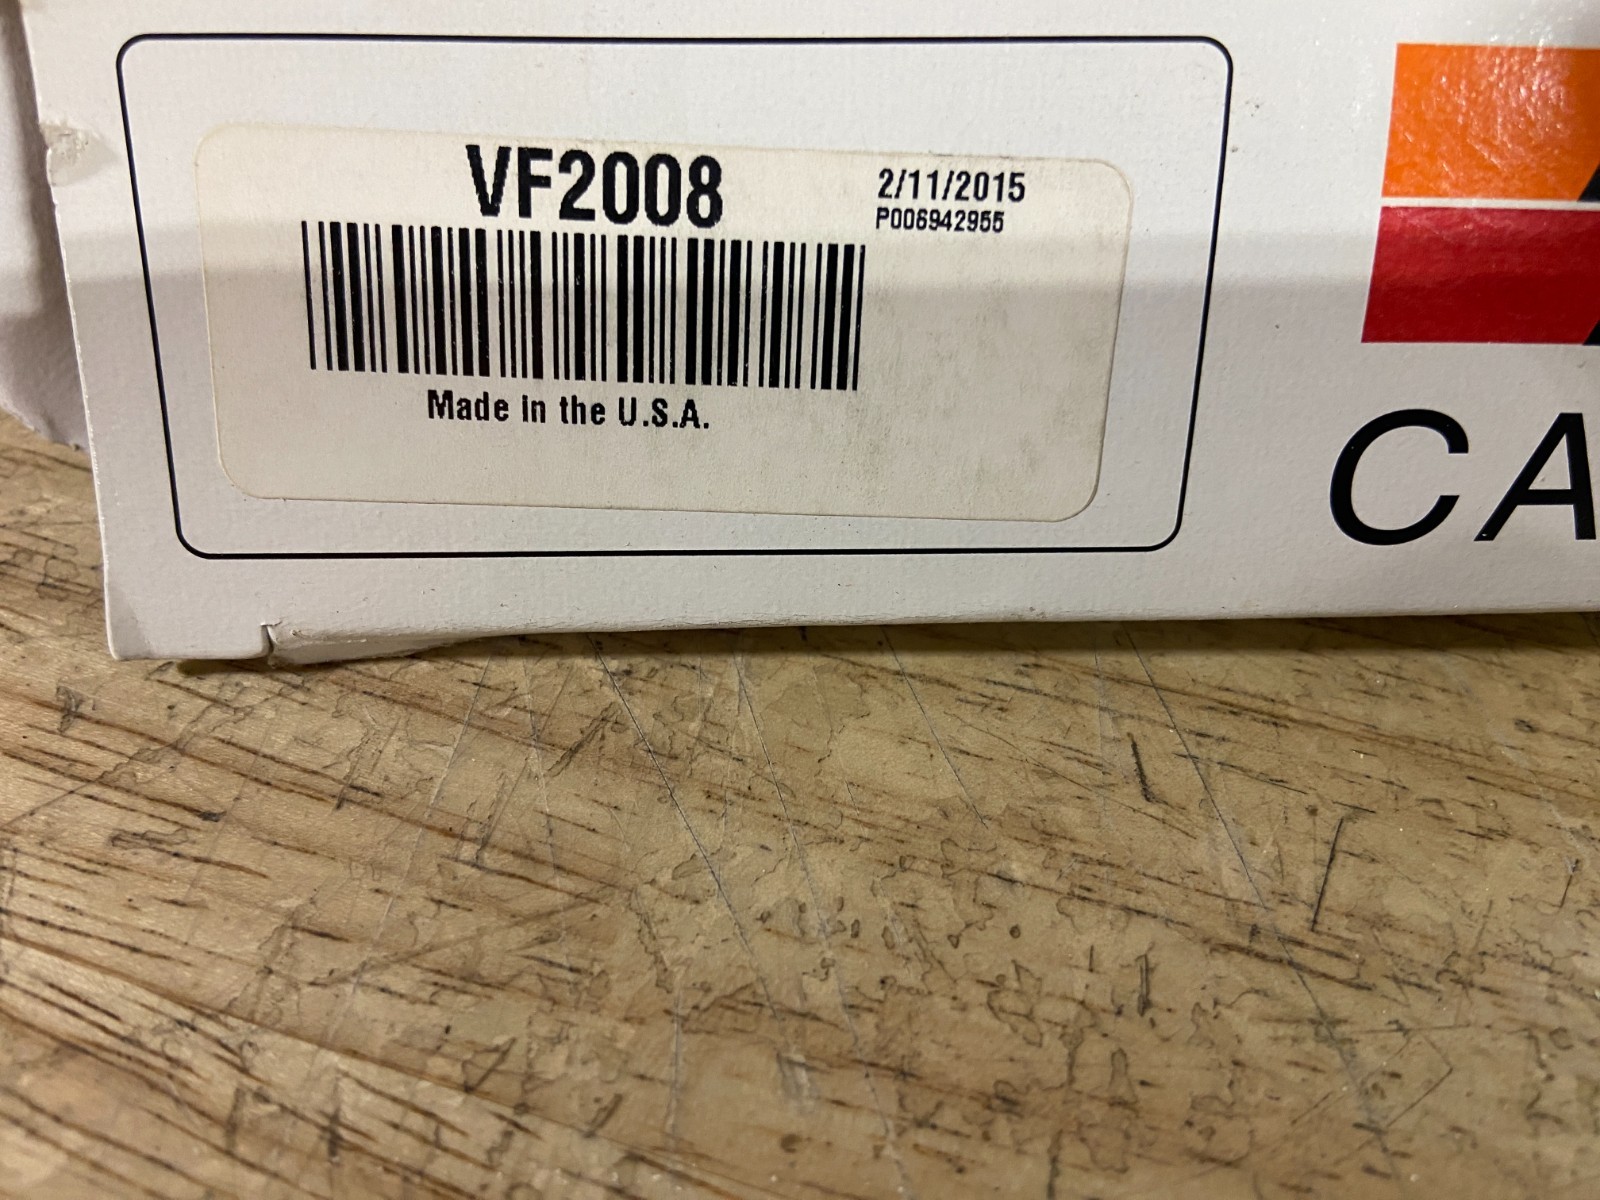 VF2008
2/11/2015
P006942955
Made in the U.S.A.
CA